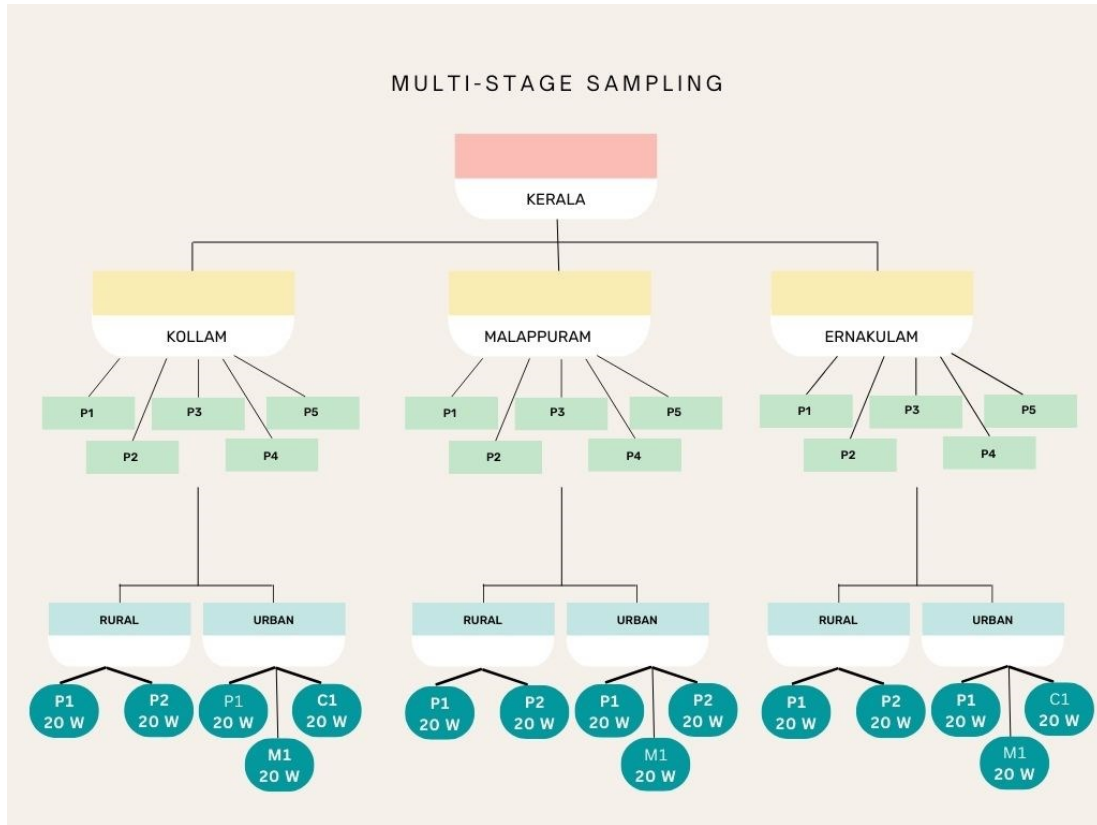 MULTI-STAGE SAMPLING
KERALA
KOLLAM
MALAPPURAM
ERNAKULAM
P1
P3
P5
P2
P4
P1
P3
P5
P2
P4
P1
P3
P5
P2
P4
RURAL
URBAN
RURAL
URBAN
RURAL
URBAN
P1
20 W
P2
20 W
P1
20 W
C1
20 W
M1
20 W
P1
20 W
P2
20 W
P1
20 W
P2
20 W
M1
20 W
P1
20 W
P2
20 W
P1
20 W
C1
20 W
M1
20 W